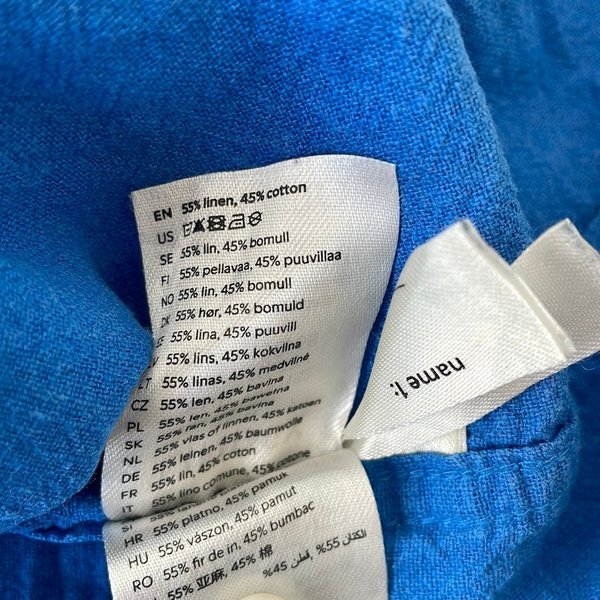 EN 55% linen, 45% cotton
US
SE 55% lin, 45% bomull
FI 55% pellavaa, 45% puuvillaa
NO 55% lin, 45% bomull
DK 55% hør, 45% bomuld
55% lina, 45% puuvill
55% lins, 45% kokvilna
LT 55% linas, 45% medvilnė
CZ 55% len, 45% bavlna
PL 55% len, 45% bawełna
SK 55% ľan, 45% bavlna
NL 55% vlas of linnen, 45% katoen
DE 55% leinen, 45% baumwolle
FR 55% lin, 45% coton
IT 55% lino comune, 45% cotone
HR 55% platno, 45% pamuk
HU 55% vászon, 45% pamut
RO 55% fir de in, 45% bumbac
55% 亚麻, 45% 棉
الكتان 55%, قطن 45%
name 1: